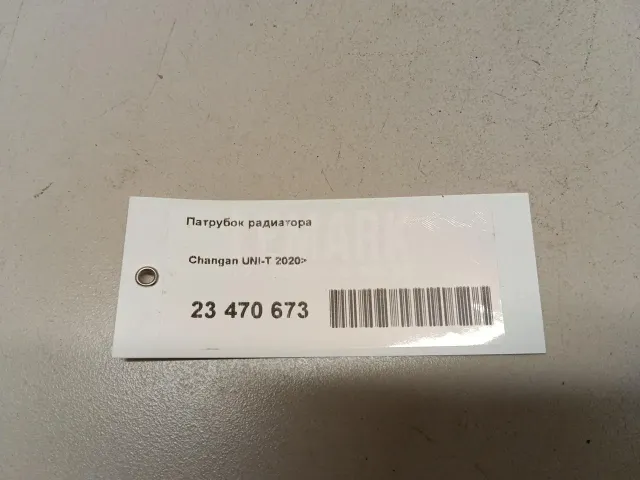 Патрубок радиатора
Changan UNI-T 2020>
23 470 673